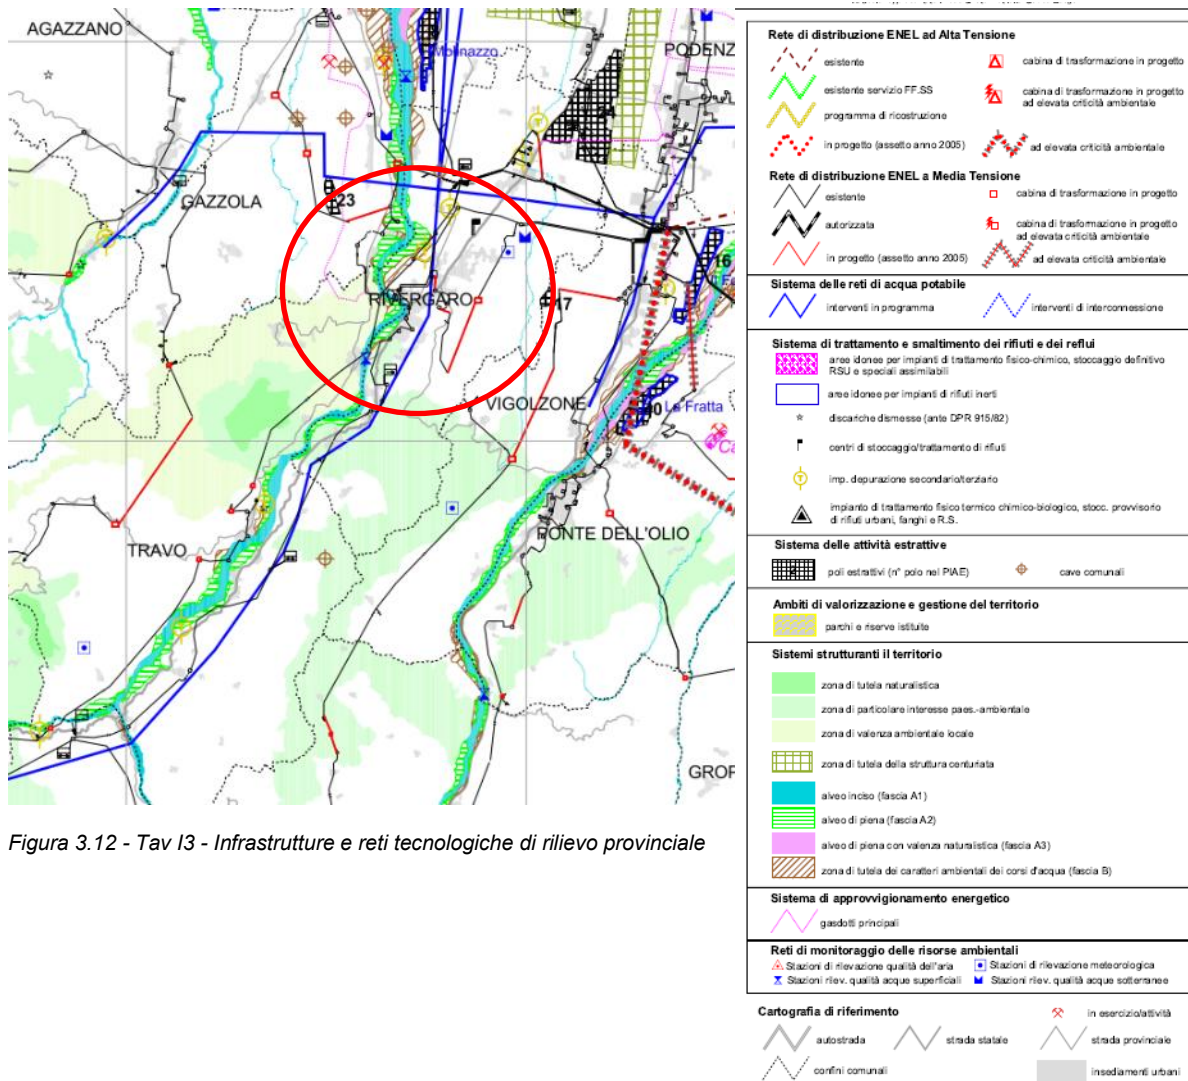 AGAZZANO
Molinazzo
PODENZ
GAZZOLA
23
16
RIVERGARO
17
VIGOLZONE
La Fratta
40
Ca
PONTE DELL'OLIO
TRAVO
GROP
Figura 3.12 - Tav I3 - Infrastrutture e reti tecnologiche di rilievo provinciale
Rete di distribuzione ENEL ad Alta Tensione
esistente
cabina di trasformazione in progetto
esistente servizio FF.SS
cabina di trasformazione in progetto
ad elevata criticità ambientale
programma di ricostruzione
in progetto (assetto anno 2005)
ad elevata criticità ambientale
Rete di distribuzione ENEL a Media Tensione
esistente
cabina di trasformazione in progetto
autorizzata
cabina di trasformazione in progetto
ad elevata criticità ambientale
in progetto (assetto anno 2005)
ad elevata criticità ambientale
Sistema delle reti di acqua potabile
interventi in programma
interventi di interconnessione
Sistema di trattamento e smaltimento dei rifiuti e dei reflui
aree idonee per impianti di trattamento fisico-chimico, stoccaggio definitivo
RSU e speciali assimilabili
aree idonee per impianti di rifiuti inerti
discariche dismesse (ante DPR 915/82)
centri di stoccaggio/trattamento di rifiuti
imp. depurazione secondario/terziario
impianto di trattamento fisico termico chimico-biologico, stocc. provvisorio
di rifiuti urbani, fanghi e R.S.
Sistema delle attività estrattive
poli estrattivi (n° polo nel PIAE)
cave comunali
Ambiti di valorizzazione e gestione del territorio
parchi e riserve istituite
Sistemi strutturanti il territorio
zona di tutela naturalistica
zona di particolare interesse paes.-ambientale
zona di valenza ambientale locale
zona di tutela della struttura centuriata
alveo inciso (fascia A1)
alveo di piena (fascia A2)
alveo di piena con valenza naturalistica (fascia A3)
zona di tutela dei caratteri ambientali dei corsi d'acqua (fascia B)
Sistema di approvvigionamento energetico
gasdotti principali
Reti di monitoraggio delle risorse ambientali
Stazioni di rilevazione qualità dell'aria
Stazioni di rilevazione meteorologica
Stazioni rilev. qualità acque superficiali
Stazioni rilev. qualità acque sotterranee
Cartografia di riferimento
in esercizio/attività
autostrada
strada statale
strada provinciale
confini comunali
insediamenti urbani